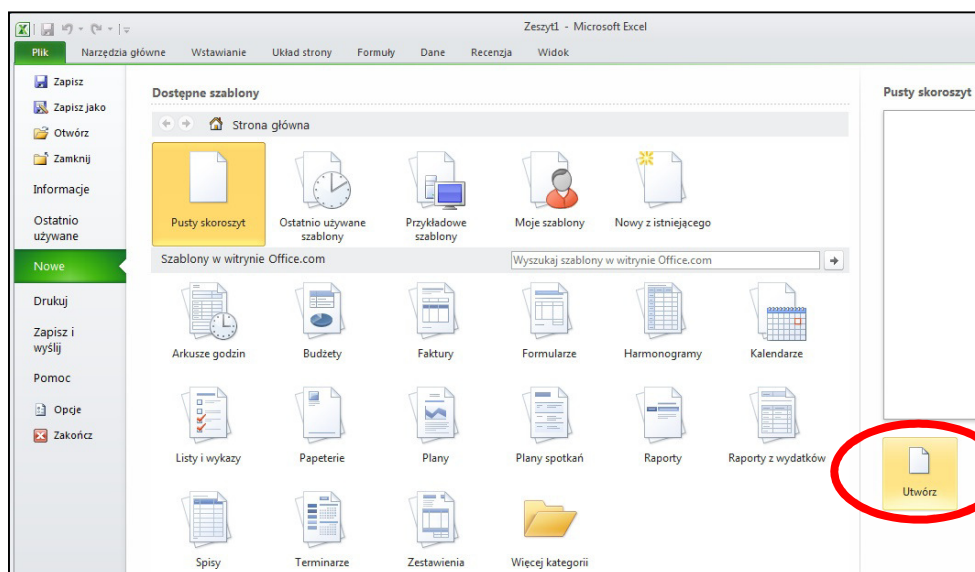 Zeszyt1 - Microsoft Excel
Plik Narzędzia główne Wstawianie Układ strony Formuły Dane Recenzja Widok
Zapisz
Zapisz jako
Otwórz
Zamknij
Informacje
Ostatnio
używane
Nowe
Drukuj
Zapisz i
wyślij
Pomoc
Opcje
Zakończ
Dostępne szablony
Strona główna
Pusty skoroszyt
Ostatnio używane
szablony
Przykładowe
szablony
Moje szablony
Nowy z istniejącego
Szablony w witrynie Office.com
Wyszukaj szablony w witrynie Office.com
Arkusze godzin
Budżety
Faktury
Formularze
Harmonogramy
Kalendarze
Listy i wykazy
Papeterie
Plany
Plany spotkań
Raporty
Raporty z wydatków
Spisy
Terminarze
Zestawienia
Więcej kategorii
Pusty skoroszyt
Utwórz